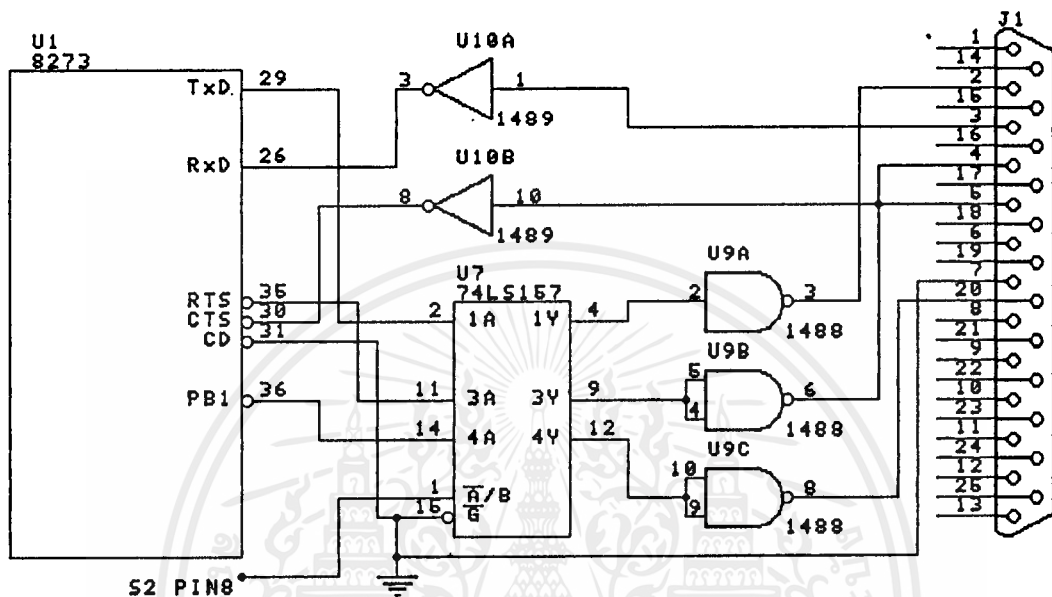 U1
8273
TxD 29
RxD 26
RTS 35
CTS 30
CD 31
PB1 36
S2 PIN8
U10A
3 1
1489
U10B
8 10
1489
U7
74LS157
2 1A 1Y 4
11 3A 3Y 9
14 4A 4Y 12
1 A/B
15 G
U9A
2 3
1488
U9B
5
4 6
1488
U9C
10
9 8
1488
J1
1
14
2
15
3
16
4
17
5
18
6
19
7
20
8
21
9
22
10
23
11
24
12
25
13